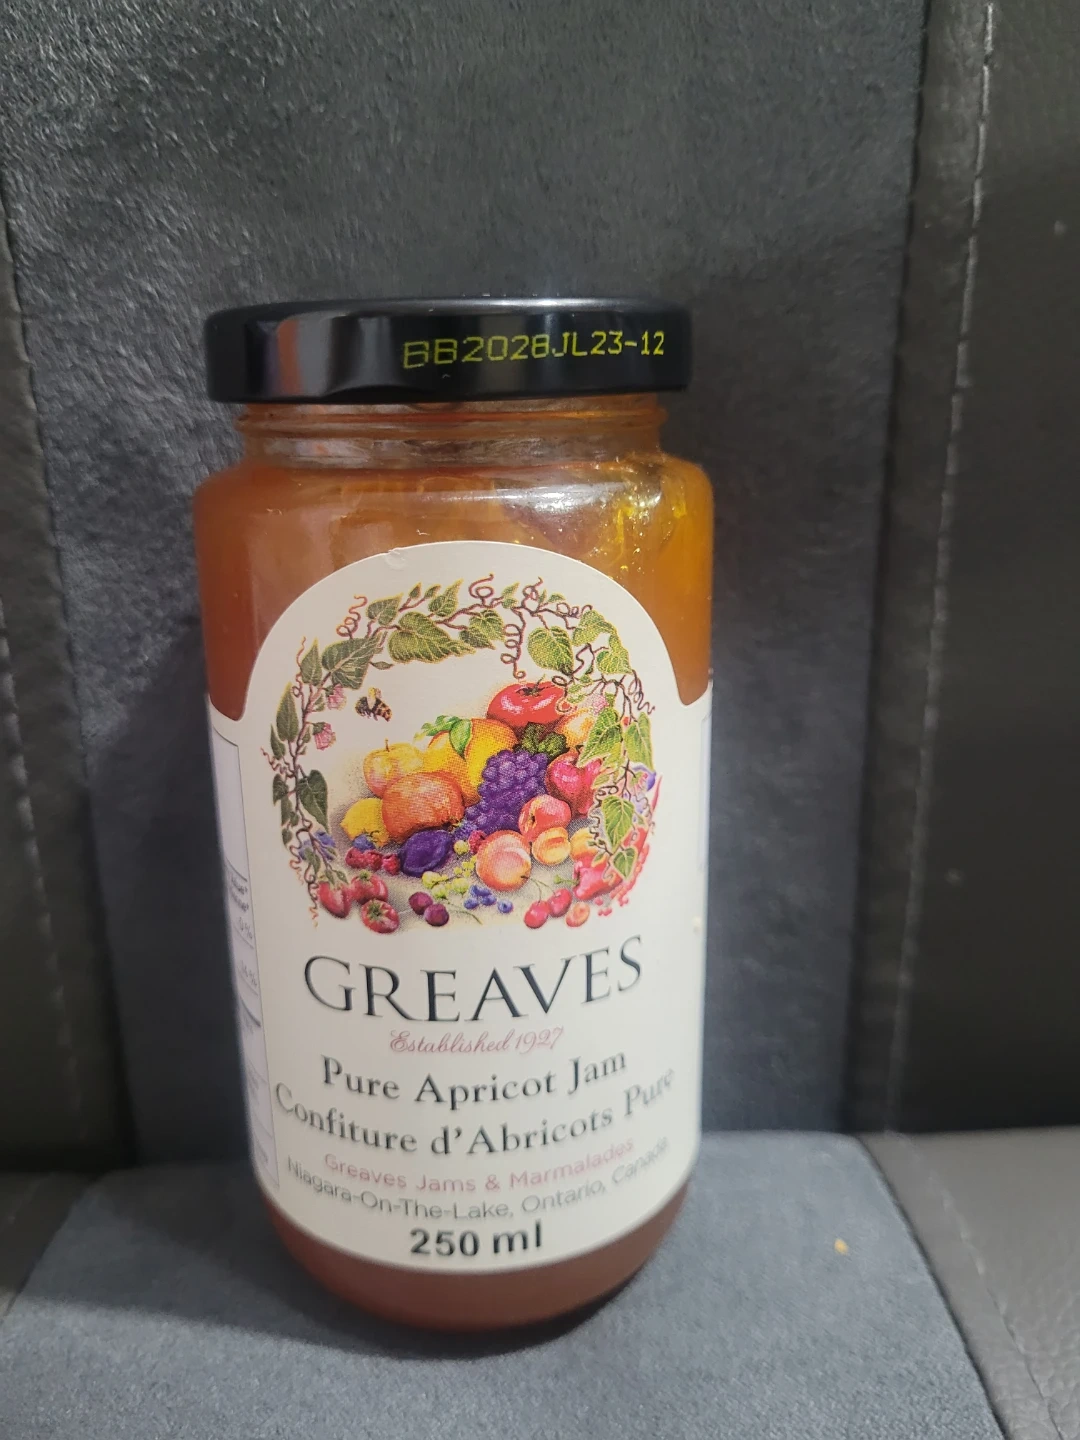 BB2028JL23-12
GREAVES
Established 1927
Pure Apricot Jam
Confiture d'Abricots Pure
Greaves Jams & Marmalades
Niagara-On-The-Lake, Ontario, Canada
250 ml